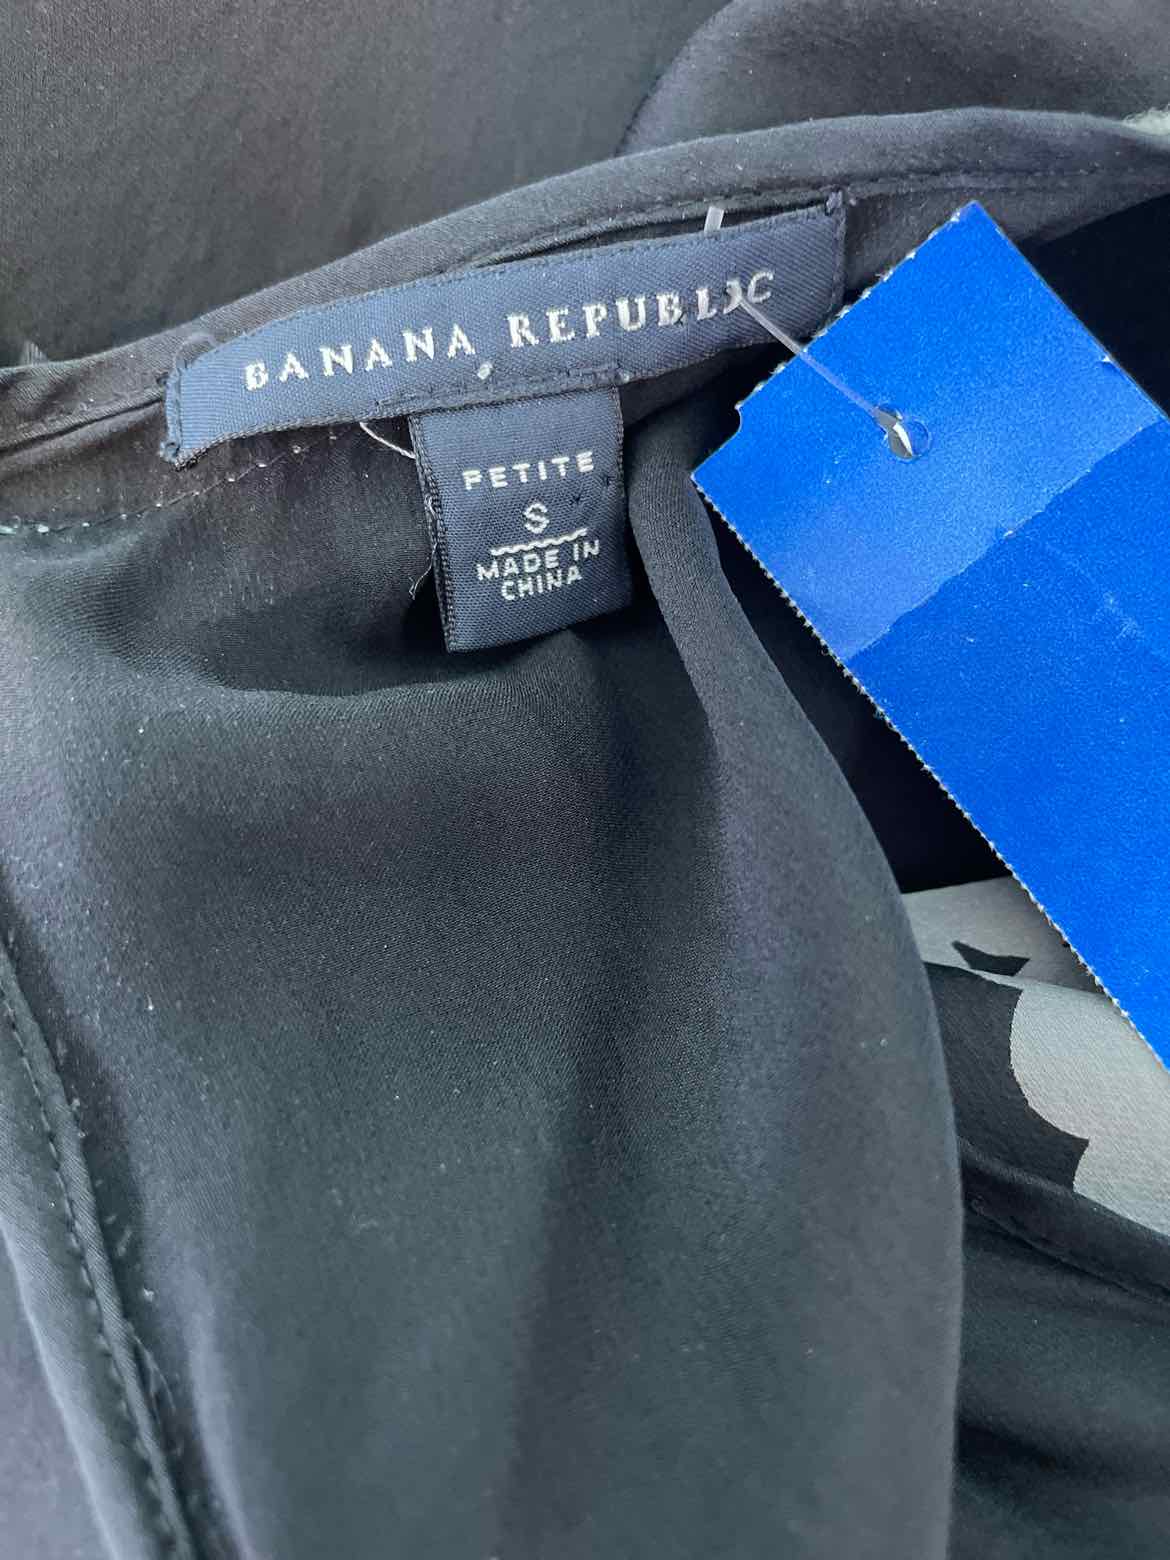 BANANA REPUBLIC
PETITE
S
MADE IN
CHINA